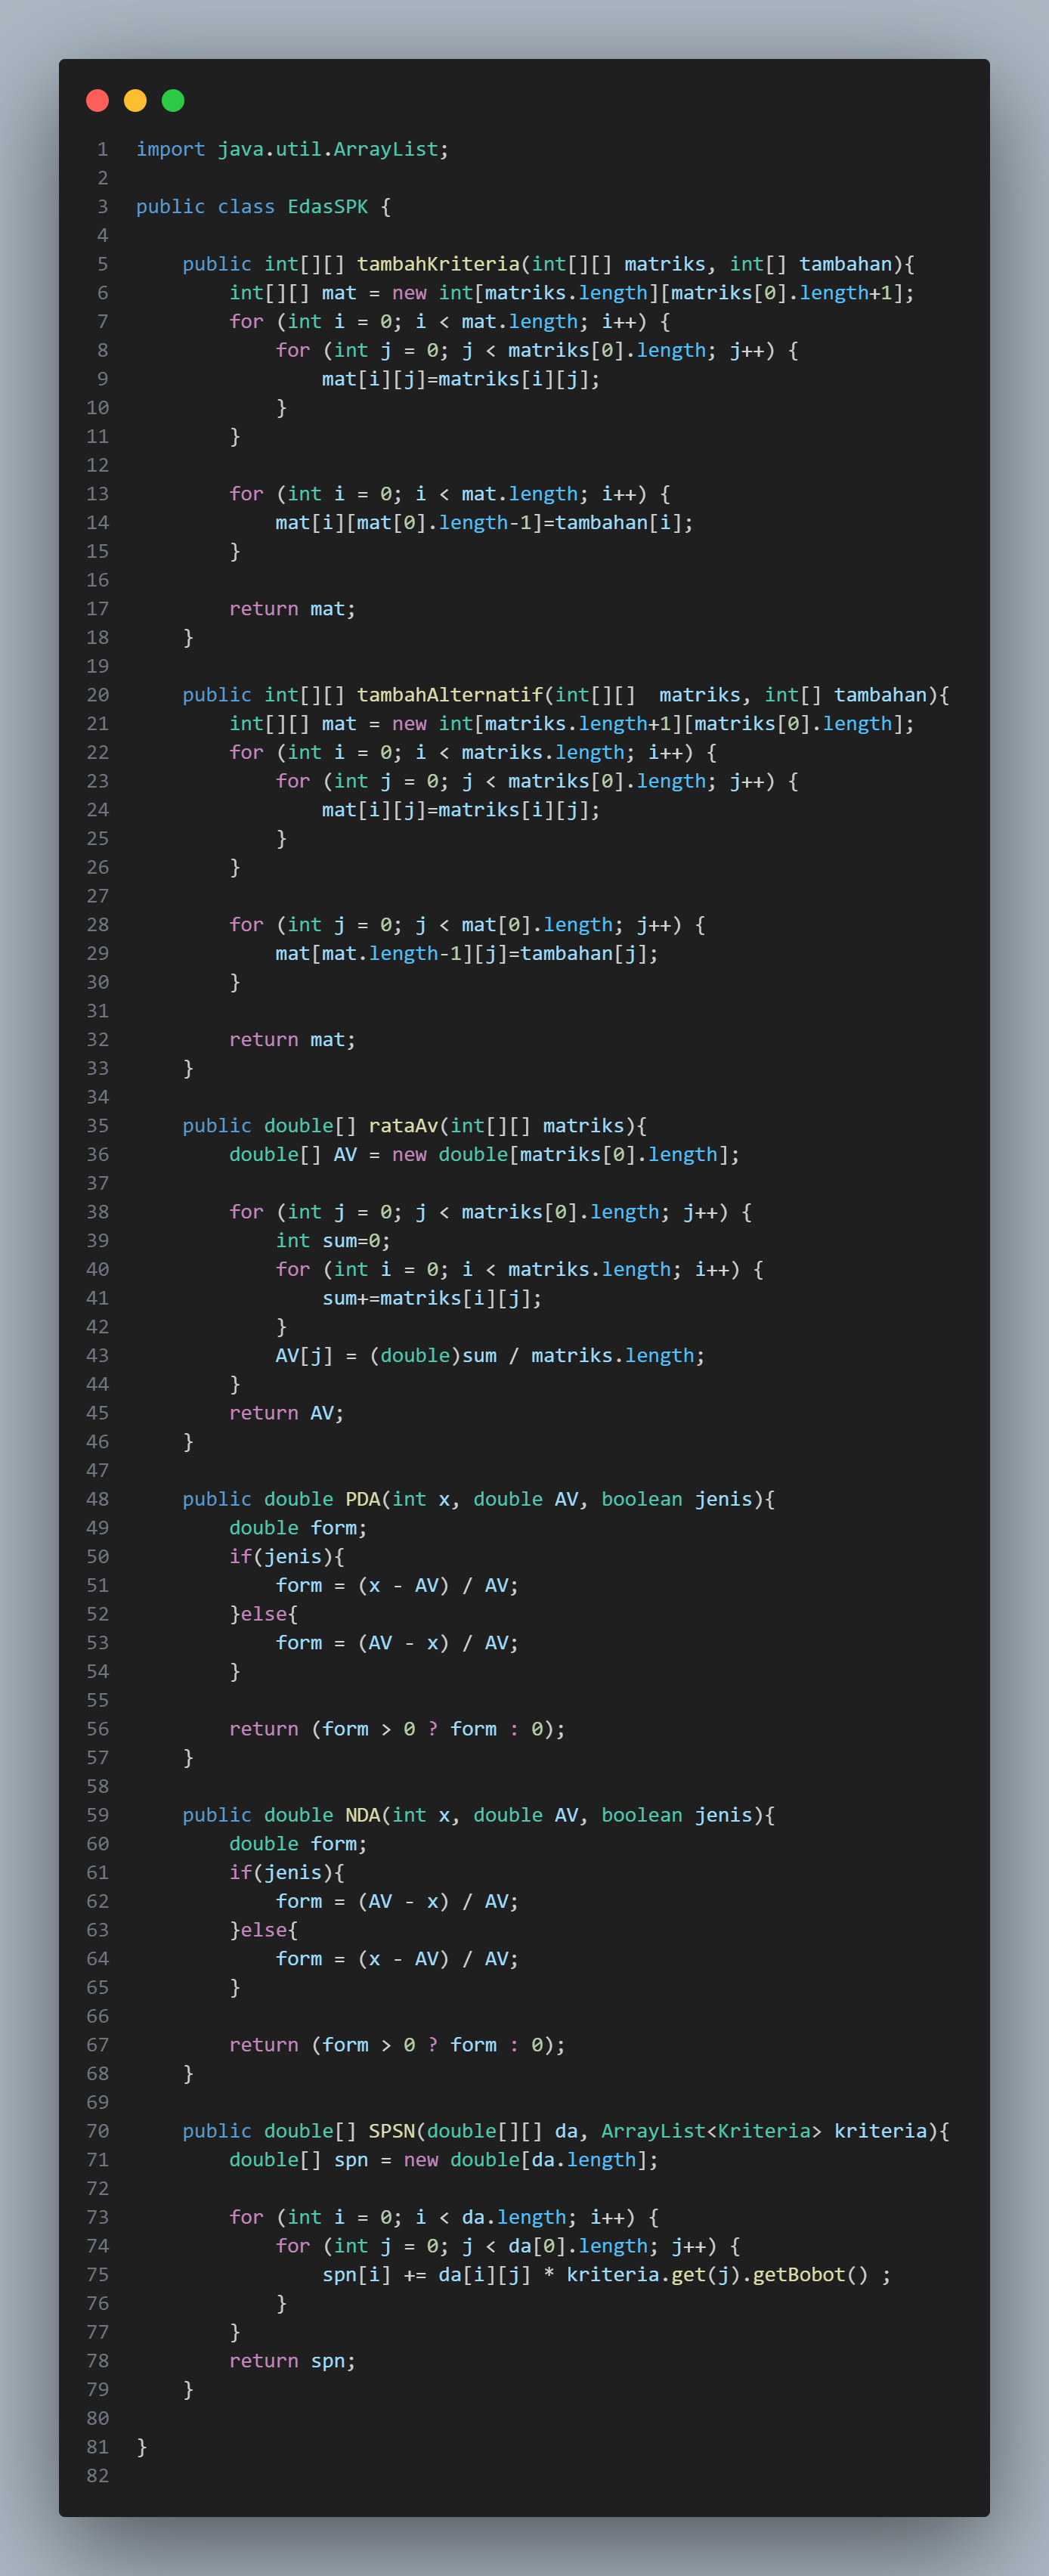 1 import java.util.ArrayList;
2
3 public class EdasSPK {
4
5     public int[][] tambahKriteria(int[][] matriks, int[] tambahan){
6         int[][] mat = new int[matriks.length][matriks[0].length+1];
7         for (int i = 0; i < mat.length; i++) {
8             for (int j = 0; j < matriks[0].length; j++) {
9                 mat[i][j]=matriks[i][j];
10             }
11         }
12
13         for (int i = 0; i < mat.length; i++) {
14             mat[i][mat[0].length-1]=tambahan[i];
15         }
16
17         return mat;
18     }
19
20     public int[][] tambahAlternatif(int[][]  matriks, int[] tambahan){
21         int[][] mat = new int[matriks.length+1][matriks[0].length];
22         for (int i = 0; i < matriks.length; i++) {
23             for (int j = 0; j < matriks[0].length; j++) {
24                 mat[i][j]=matriks[i][j];
25             }
26         }
27
28         for (int j = 0; j < mat[0].length; j++) {
29             mat[mat.length-1][j]=tambahan[j];
30         }
31
32         return mat;
33     }
34
35     public double[] rataAv(int[][] matriks){
36         double[] AV = new double[matriks[0].length];
37
38         for (int j = 0; j < matriks[0].length; j++) {
39             int sum=0;
40             for (int i = 0; i < matriks.length; i++) {
41                 sum+=matriks[i][j];
42             }
43             AV[j] = (double)sum / matriks.length;
44         }
45         return AV;
46     }
47
48     public double PDA(int x, double AV, boolean jenis){
49         double form;
50         if(jenis){
51             form = (x - AV) / AV;
52         }else{
53             form = (AV - x) / AV;
54         }
55
56         return (form > 0 ? form : 0);
57     }
58
59     public double NDA(int x, double AV, boolean jenis){
60         double form;
61         if(jenis){
62             form = (AV - x) / AV;
63         }else{
64             form = (x - AV) / AV;
65         }
66
67         return (form > 0 ? form : 0);
68     }
69
70     public double[] SPSN(double[][] da, ArrayList<Kriteria> kriteria){
71         double[] spn = new double[da.length];
72
73         for (int i = 0; i < da.length; i++) {
74             for (int j = 0; j < da[0].length; j++) {
75                 spn[i] += da[i][j] * kriteria.get(j).getBobot() ;
76             }
77         }
78         return spn;
79     }
80
81 }
82